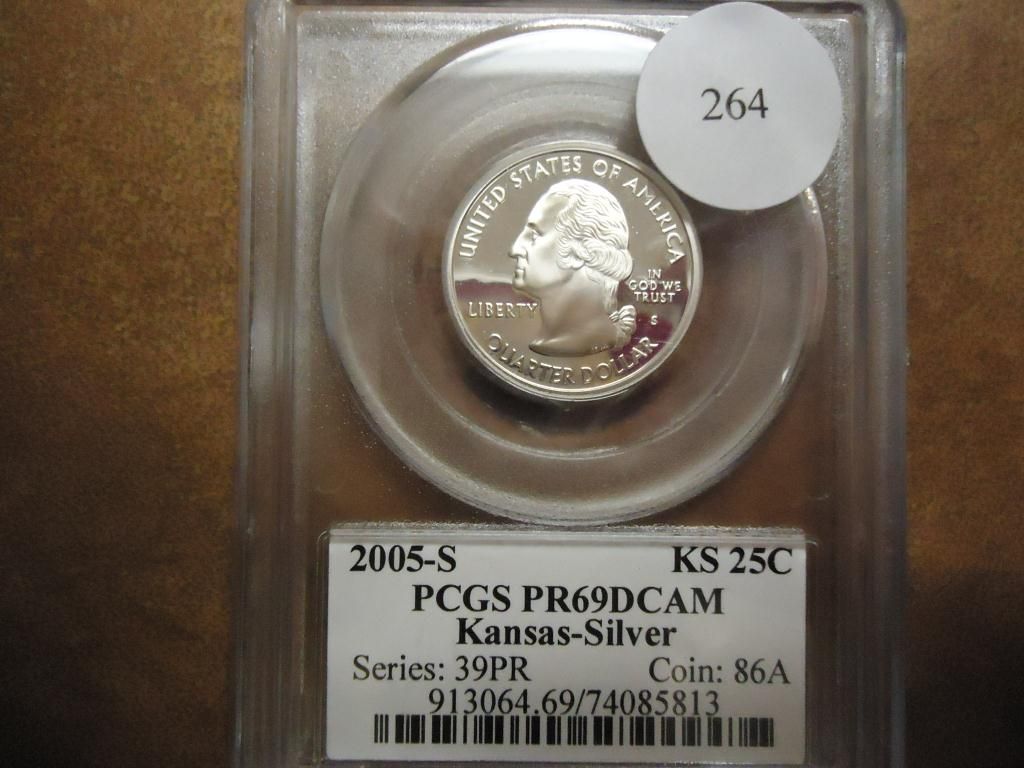 264
UNITED STATES OF AMERICA
LIBERTY
IN
GOD WE
TRUST
S
QUARTER DOLLAR
2005-S KS 25C
PCGS PR69DCAM
Kansas-Silver
Series: 39PR Coin: 86A
913064.69/74085813